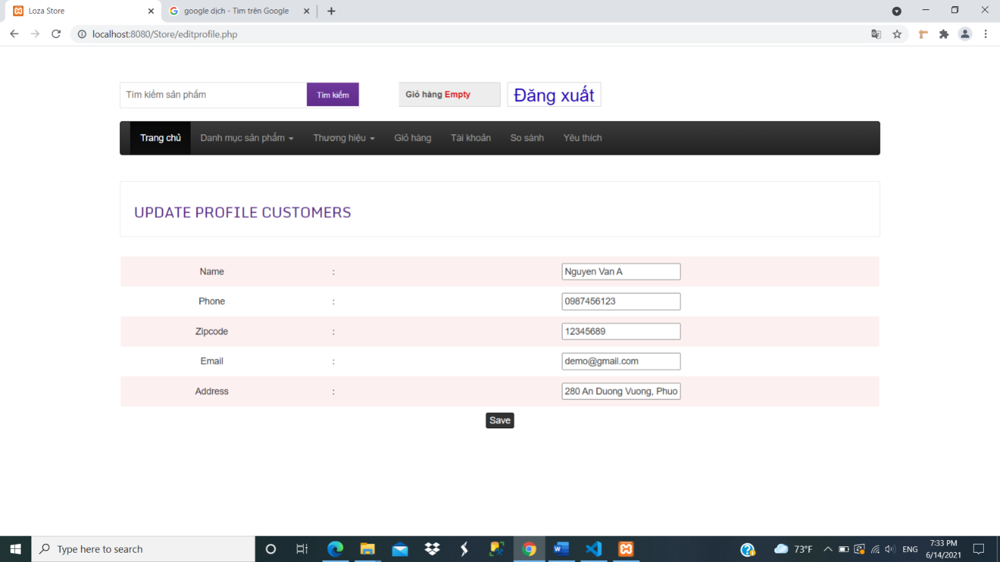 Loza Store
google dịch - Tìm trên Google
localhost:8080/Store/editprofile.php
Tìm kiếm sản phẩm
Tìm kiếm
Giỏ hàng Empty
Đăng xuất
Trang chủ
Danh mục sản phẩm
Thương hiệu
Giỏ hàng
Tài khoản
So sánh
Yêu thích
UPDATE PROFILE CUSTOMERS
Name : Nguyen Van A
Phone : 0987456123
Zipcode : 12345689
Email : demo@gmail.com
Address : 280 An Duong Vuong, Phuo
Save
Type here to search
73°F
ENG
7:33 PM
6/14/2021